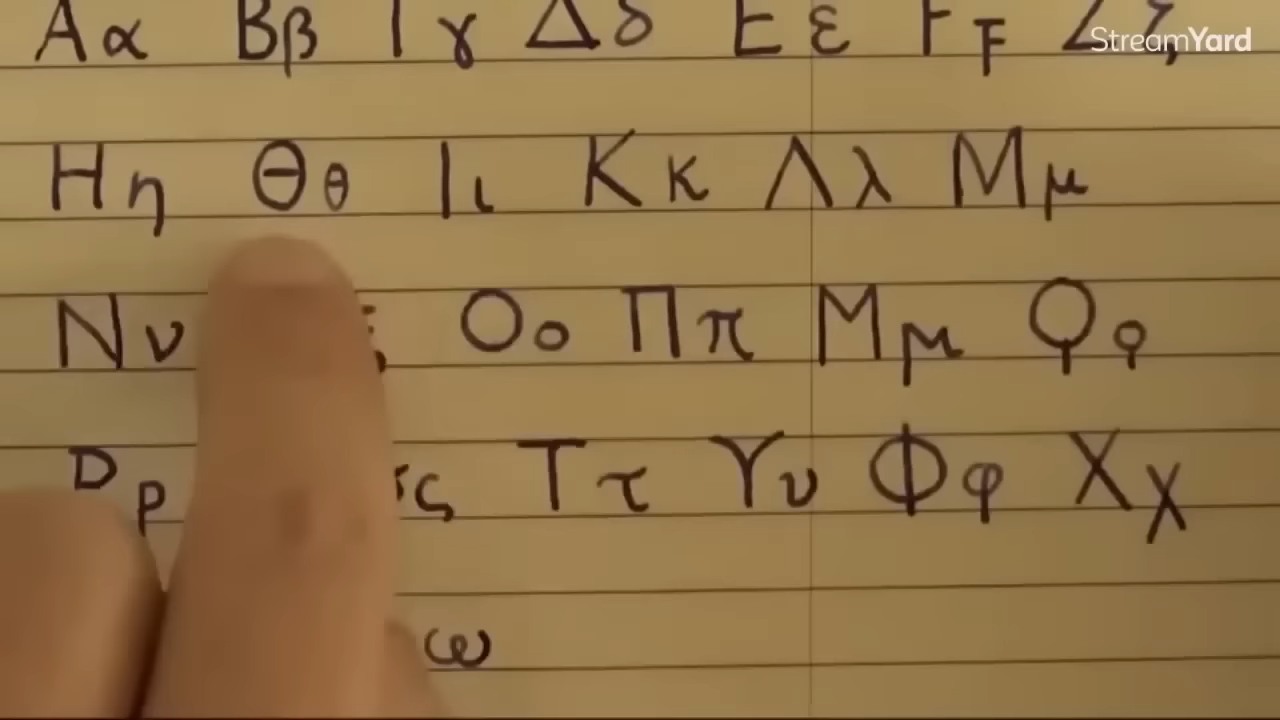 Αα Ββ Γγ Δδ Εε Ϝϝ Ζζ
StreamYard
Ηη Θθ Ιι Κκ Λλ Μμ
Νν Οο Ππ Μμ Ϙϙ
Ρρ ς Ττ Υυ Φφ Χχ
ω